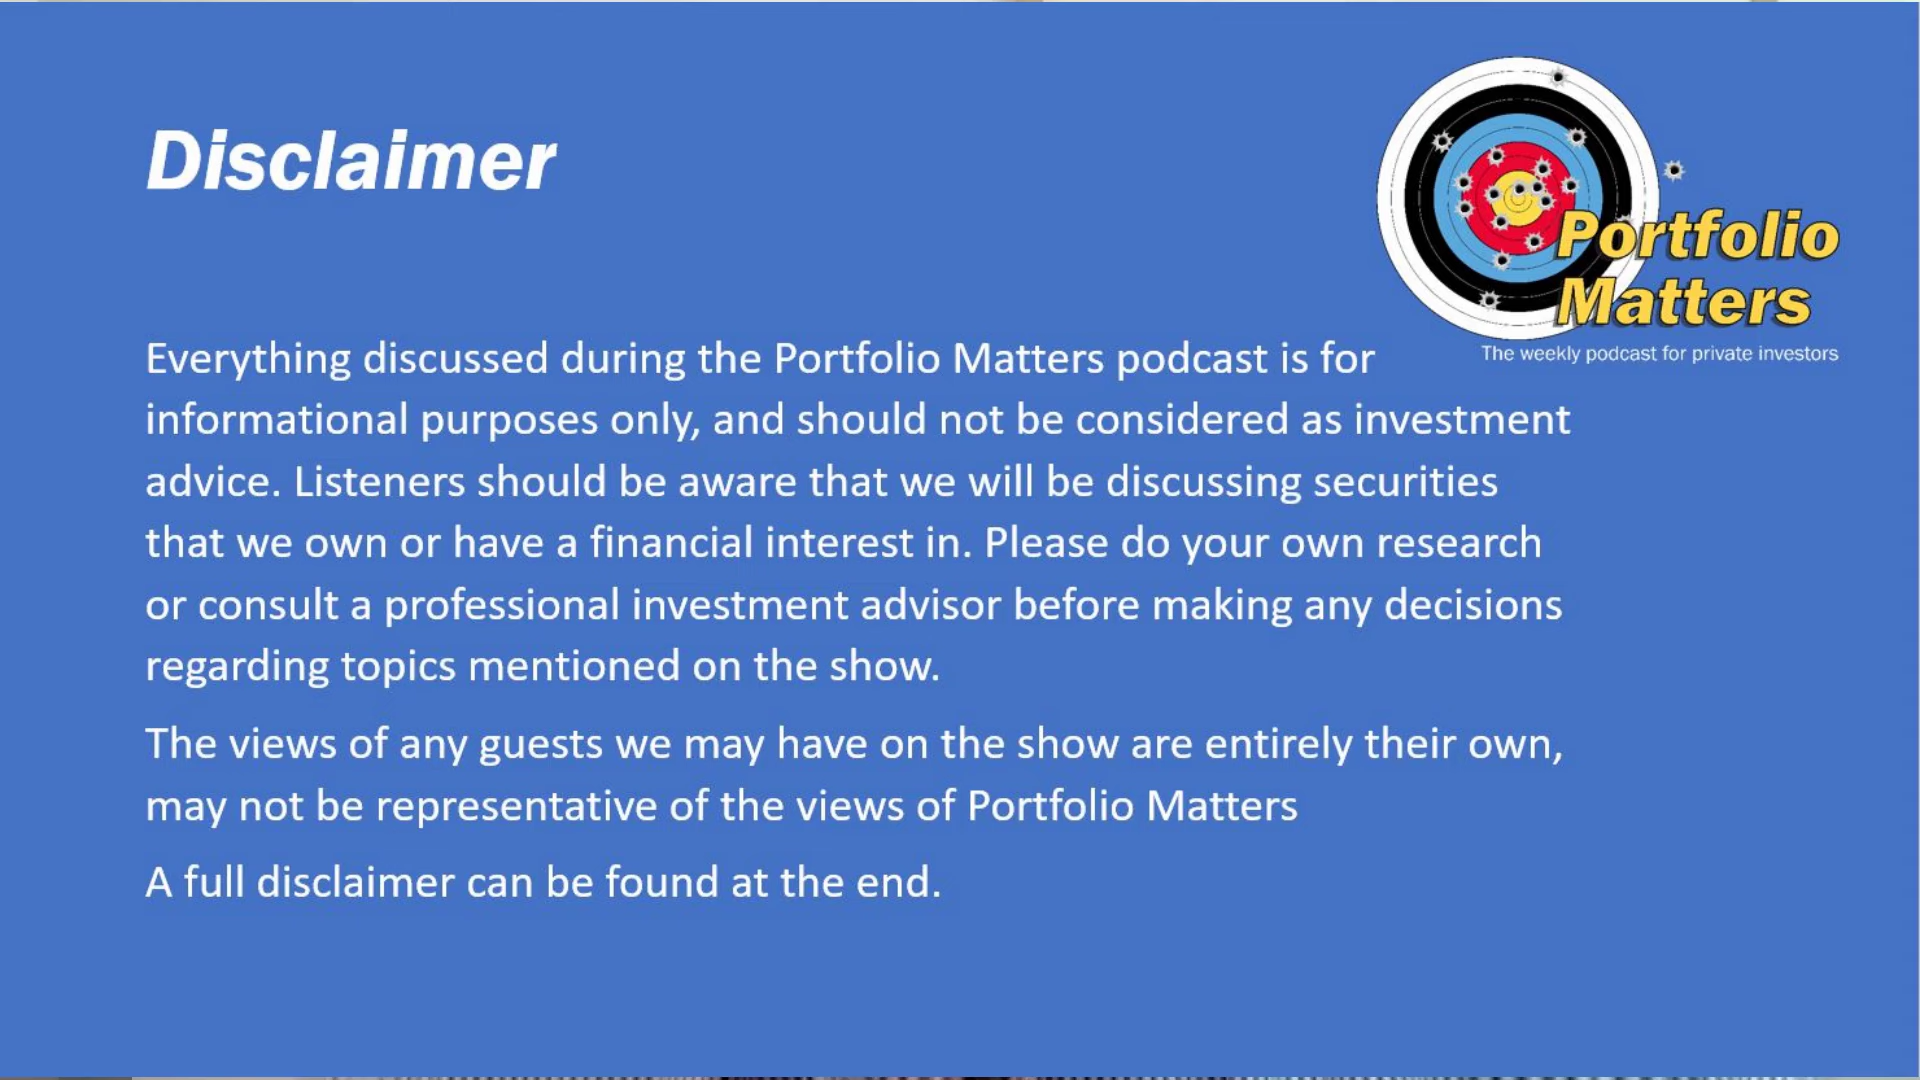 Disclaimer
Portfolio
Matters
The weekly podcast for private investors
Everything discussed during the Portfolio Matters podcast is for
informational purposes only, and should not be considered as investment
advice. Listeners should be aware that we will be discussing securities
that we own or have a financial interest in. Please do your own research
or consult a professional investment advisor before making any decisions
regarding topics mentioned on the show.
The views of any guests we may have on the show are entirely their own,
may not be representative of the views of Portfolio Matters
A full disclaimer can be found at the end.